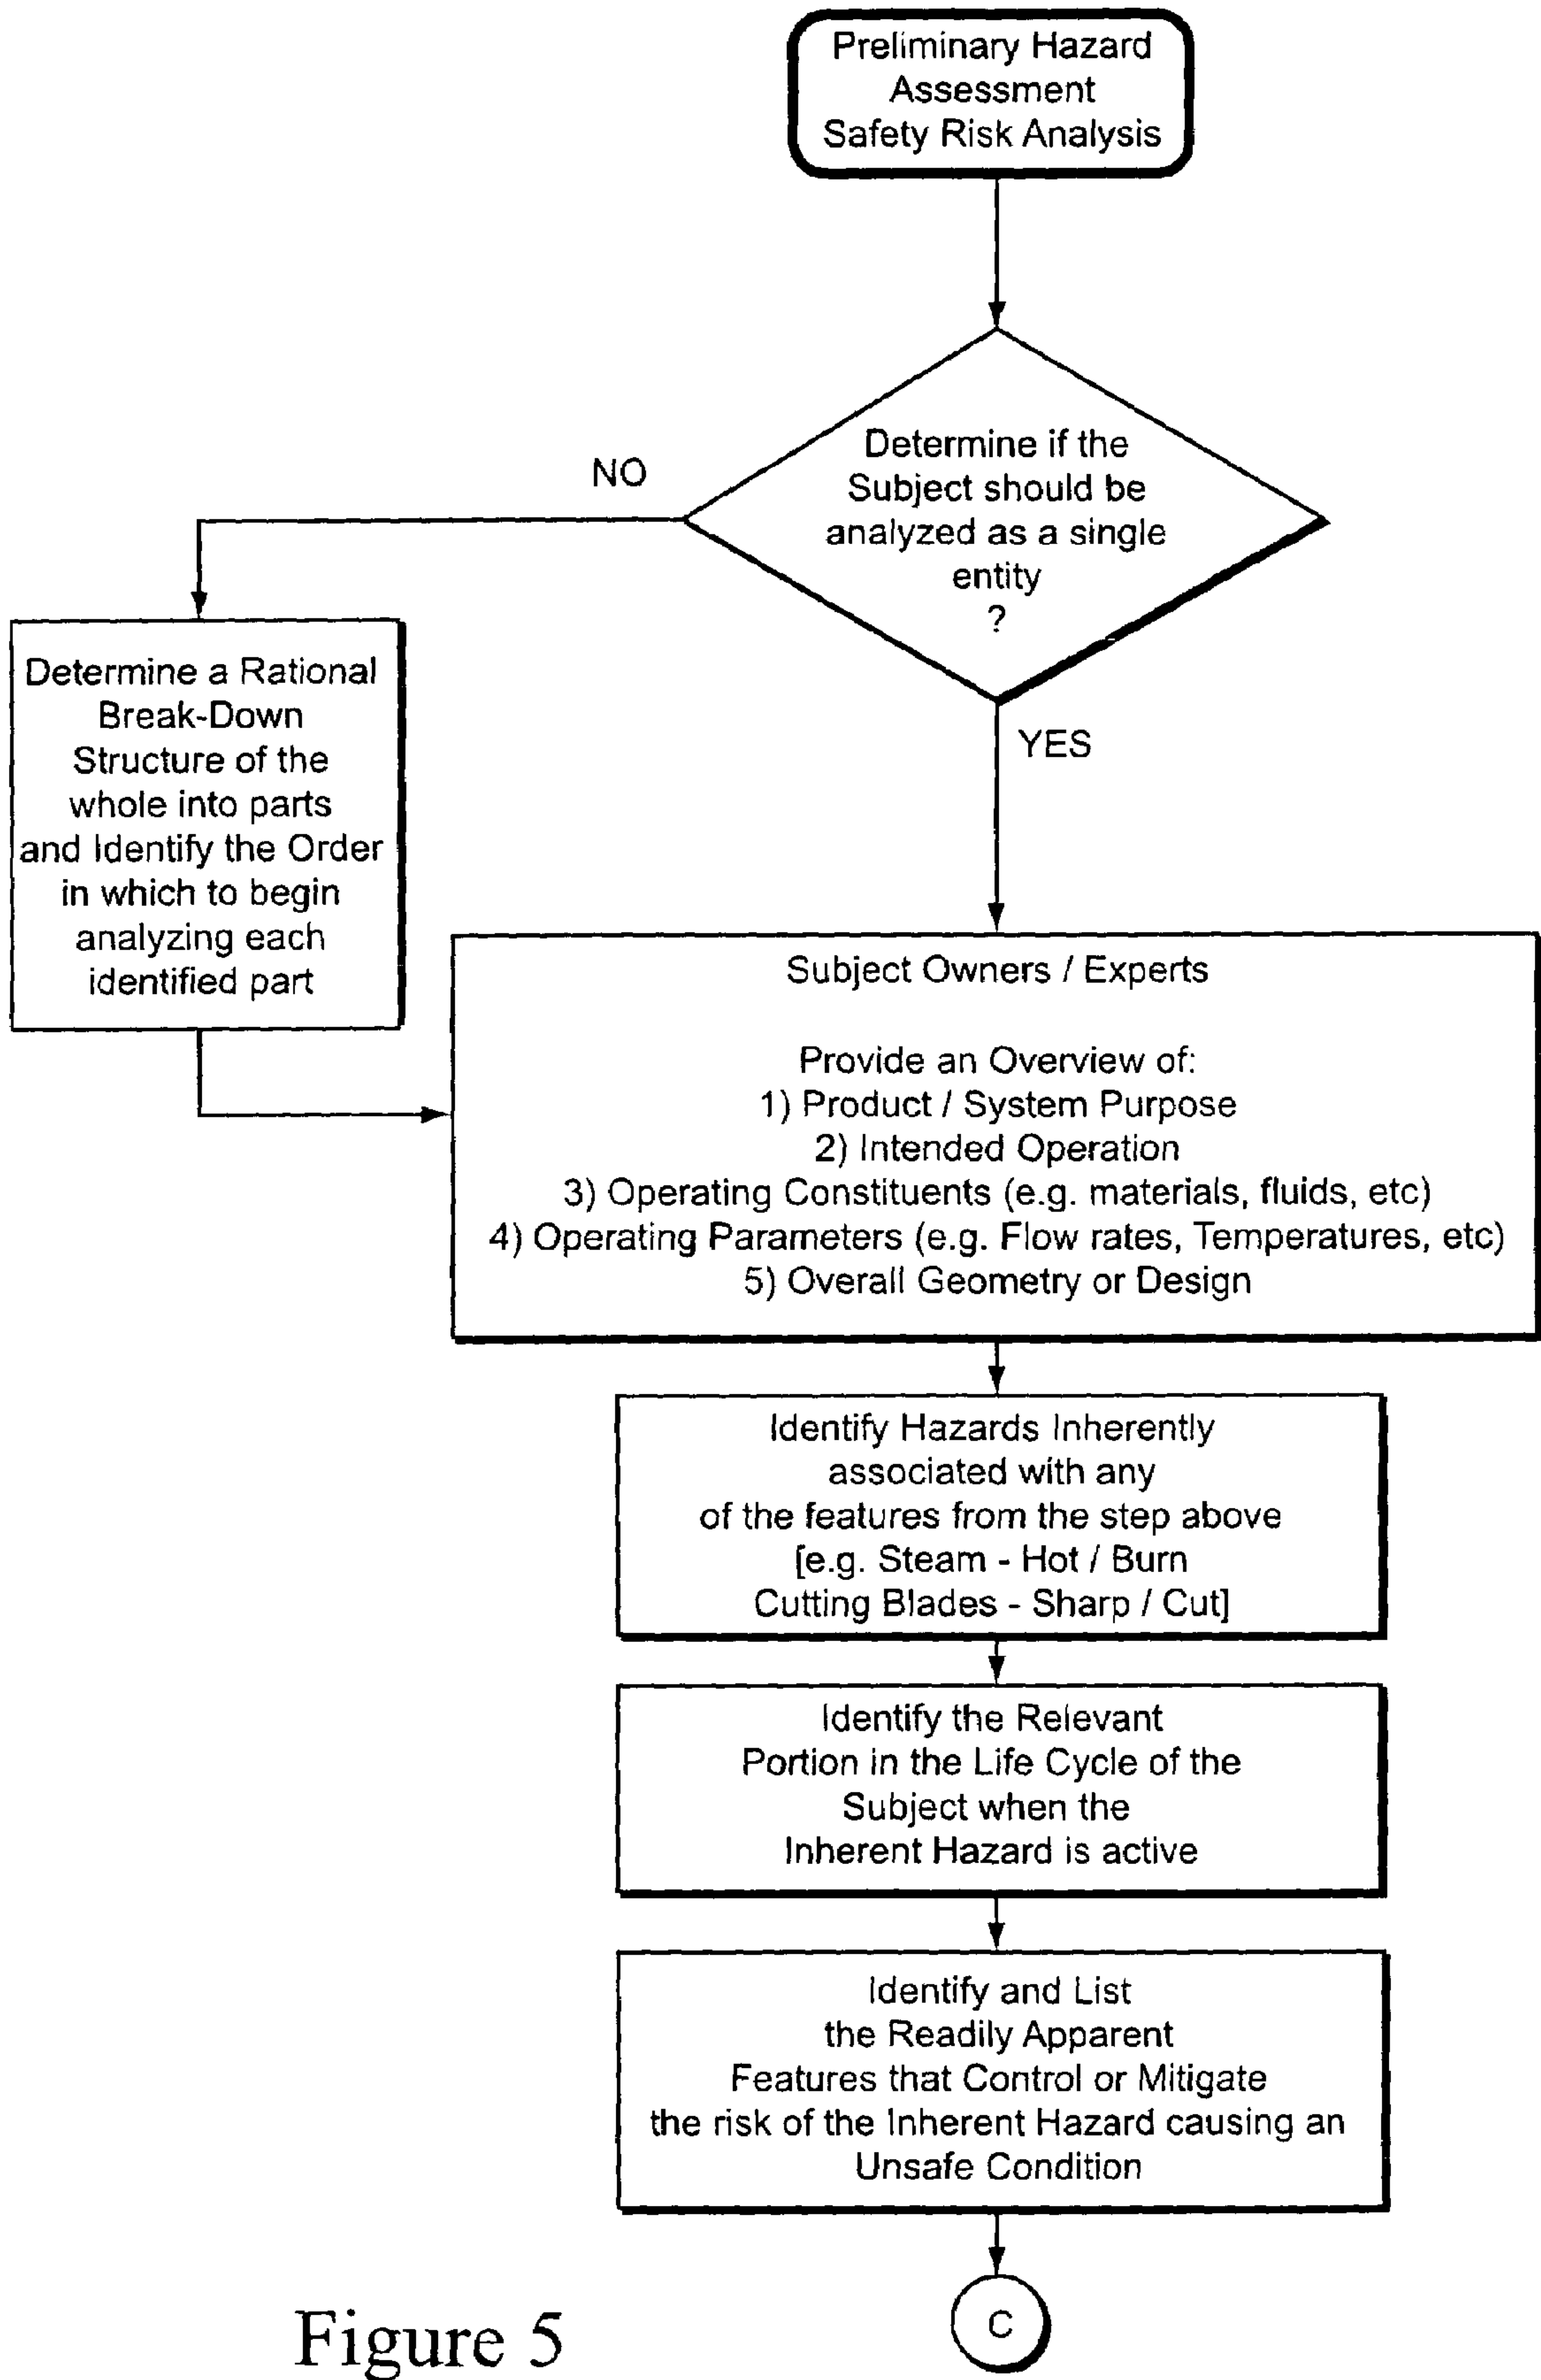 Preliminary Hazard
Assessment
Safety Risk Analysis
Determine if the
Subject should be
analyzed as a single
entity
?
NO
YES
Determine a Rational
Break-Down
Structure of the
whole into parts
and Identify the Order
in which to begin
analyzing each
identified part
Subject Owners / Experts
Provide an Overview of:
1) Product / System Purpose
2) Intended Operation
3) Operating Constituents (e.g. materials, fluids, etc)
4) Operating Parameters (e.g. Flow rates, Temperatures, etc)
5) Overall Geometry or Design
Identify Hazards Inherently
associated with any
of the features from the step above
[e.g. Steam - Hot / Burn
Cutting Blades - Sharp / Cut]
Identify the Relevant
Portion in the Life Cycle of the
Subject when the
Inherent Hazard is active
Identify and List
the Readily Apparent
Features that Control or Mitigate
the risk of the Inherent Hazard causing an
Unsafe Condition
C
Figure 5